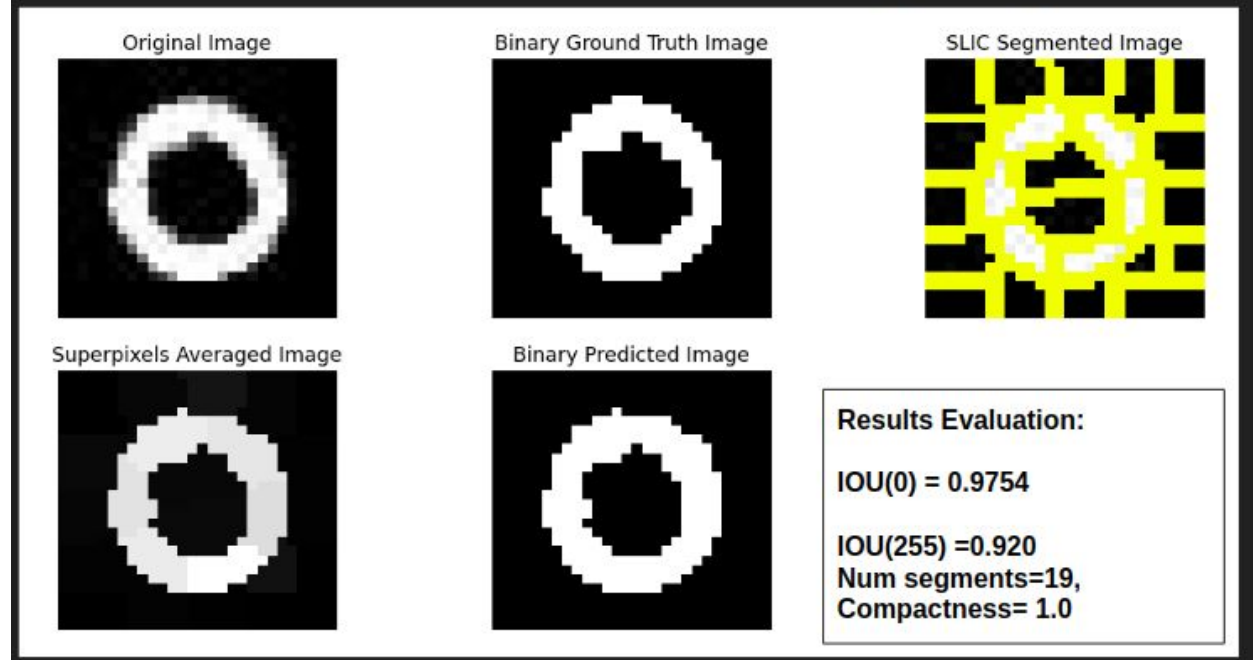 Original Image
Binary Ground Truth Image
SLIC Segmented Image
Superpixels Averaged Image
Binary Predicted Image
Results Evaluation:
IOU(0) = 0.9754
IOU(255) =0.920
Num segments=19,
Compactness= 1.0